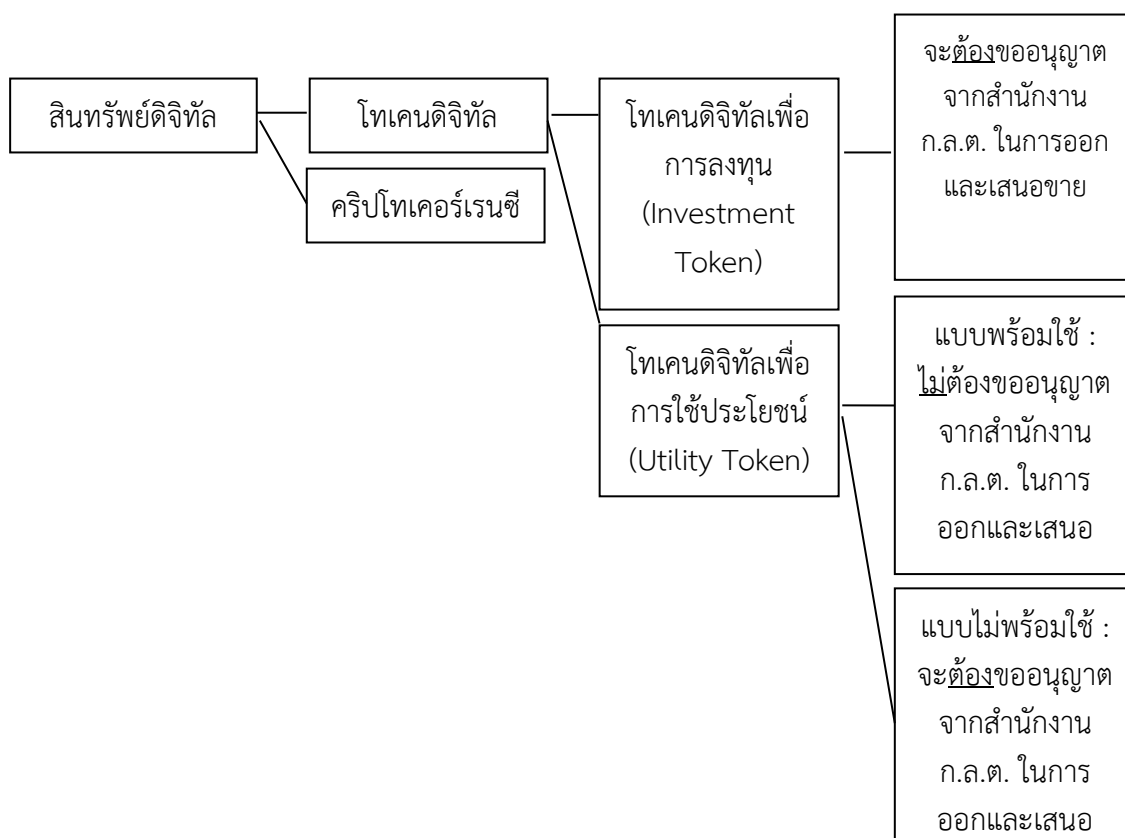 สินทรัพย์ดิจิทัล
โทเคนดิจิทัล
คริปโทเคอร์เรนซี
โทเคนดิจิทัลเพื่อ
การลงทุน
(Investment
Token)
จะต้องขออนุญาต
จากสำนักงาน
ก.ล.ต. ในการออก
และเสนอขาย
โทเคนดิจิทัลเพื่อ
การใช้ประโยชน์
(Utility Token)
แบบพร้อมใช้ :
ไม่ต้องขออนุญาต
จากสำนักงาน
ก.ล.ต. ในการ
ออกและเสนอ
แบบไม่พร้อมใช้ :
จะต้องขออนุญาต
จากสำนักงาน
ก.ล.ต. ในการ
ออกและเสนอ